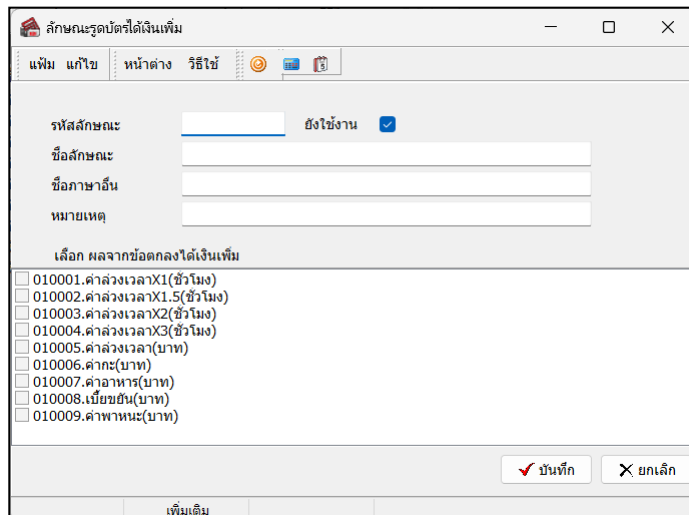 ลักษณะรูดบัตรได้เงินเพิ่ม
แฟ้ม แก้ไข หน้าต่าง วิธีใช้
รหัสลักษณะ ยังใช้งาน
ชื่อลักษณะ
ชื่อภาษาอื่น
หมายเหตุ
เลือก ผลจากข้อตกลงได้เงินเพิ่ม
010001.ค่าล่วงเวลาX1(ชั่วโมง)
010002.ค่าล่วงเวลาX1.5(ชั่วโมง)
010003.ค่าล่วงเวลาX2(ชั่วโมง)
010004.ค่าล่วงเวลาX3(ชั่วโมง)
010005.ค่าล่วงเวลา(บาท)
010006.ค่ากะ(บาท)
010007.ค่าอาหาร(บาท)
010008.เบี้ยขยัน(บาท)
010009.ค่าพาหนะ(บาท)
บันทึก ยกเลิก
เพิ่มเติม